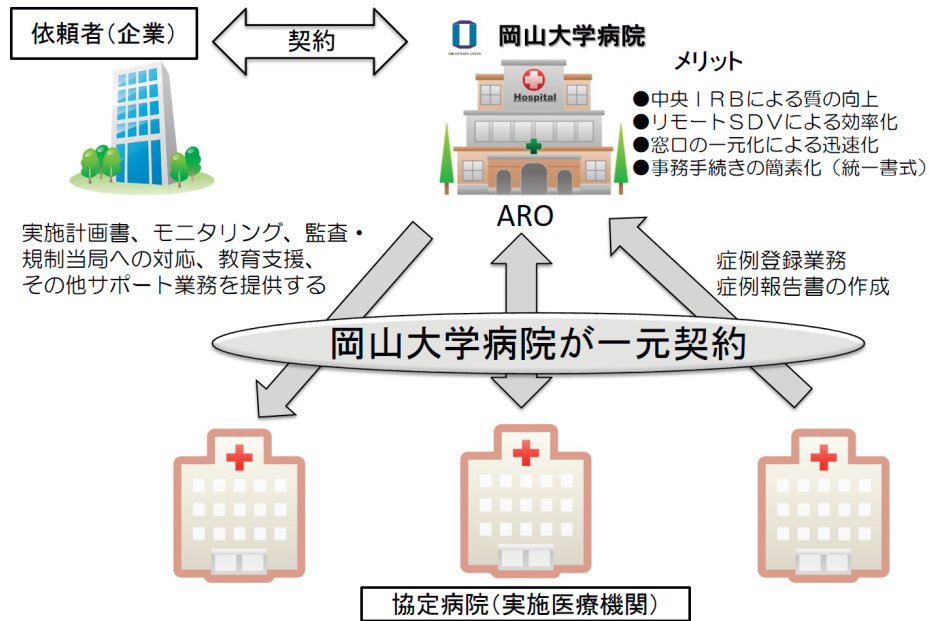 依頼者(企業)
契約
OKAYAMA UNIV.
岡山大学病院
Hospital
メリット
●中央IRBによる質の向上
●リモートSDVによる効率化
●窓口の一元化による迅速化
●事務手続きの簡素化(統一書式)
ARO
実施計画書、モニタリング、監査・
規制当局への対応、教育支援、
その他サポート業務を提供する
症例登録業務
症例報告書の作成
岡山大学病院が一元契約
協定病院(実施医療機関)